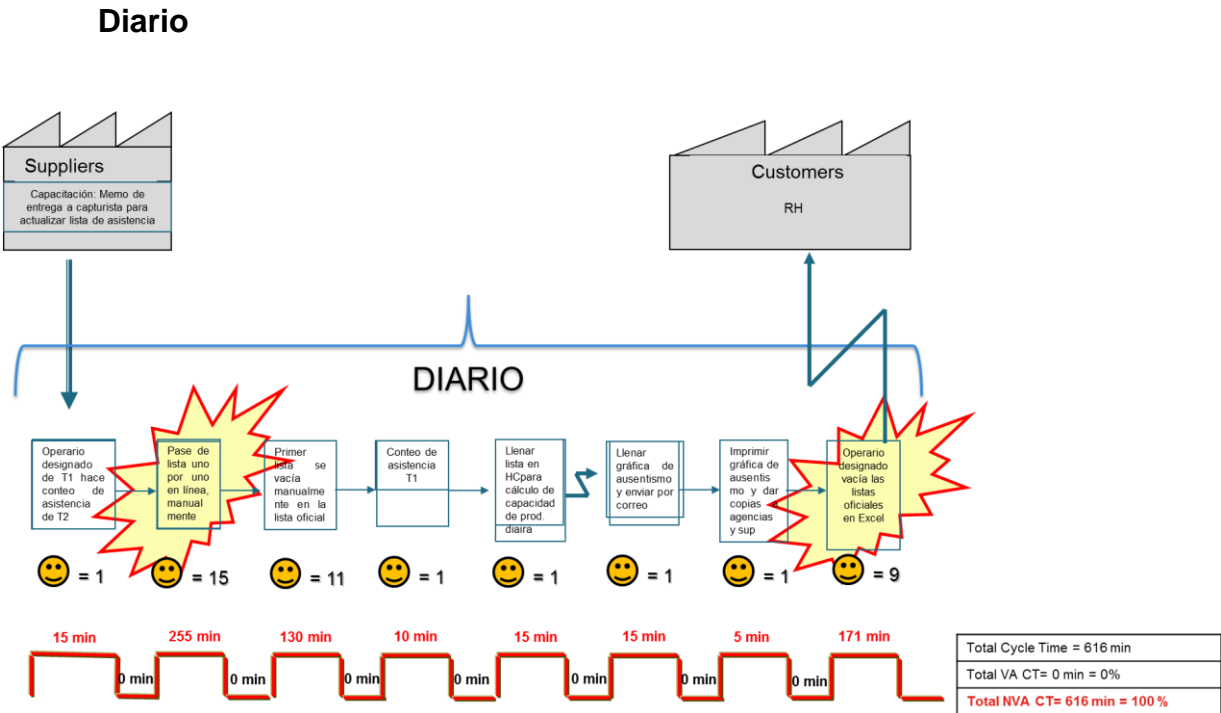 Diario
Suppliers
Capacitación: Memo de
entrega a capturista para
actualizar lista de asistencia
Customers
RH
DIARIO
Operario
designado
de T1 hace
conteo de
asistencia
de T2
Pase de
lista uno
por uno
en línea,
manual
mente
Primer
lista se
vacía
manualme
nte en la
lista oficial
Conteo de
asistencia
T1
Llenar
lista en
HCpara
cálculo de
capacidad
de prod.
diaira
Llenar
gráfica de
ausentismo
y enviar por
correo
Imprimir
gráfica de
ausentis
mo y dar
copias a
agencias
y sup
Operario
designado
vacía las
listas
oficiales
en Excel
= 1
= 15
= 11
= 1
= 1
= 1
= 1
= 9
15 min
255 min
130 min
10 min
15 min
15 min
5 min
171 min
0 min
0 min
0 min
0 min
0 min
0 min
0 min
Total Cycle Time = 616 min
Total VA CT= 0 min = 0%
Total NVA CT= 616 min = 100 %